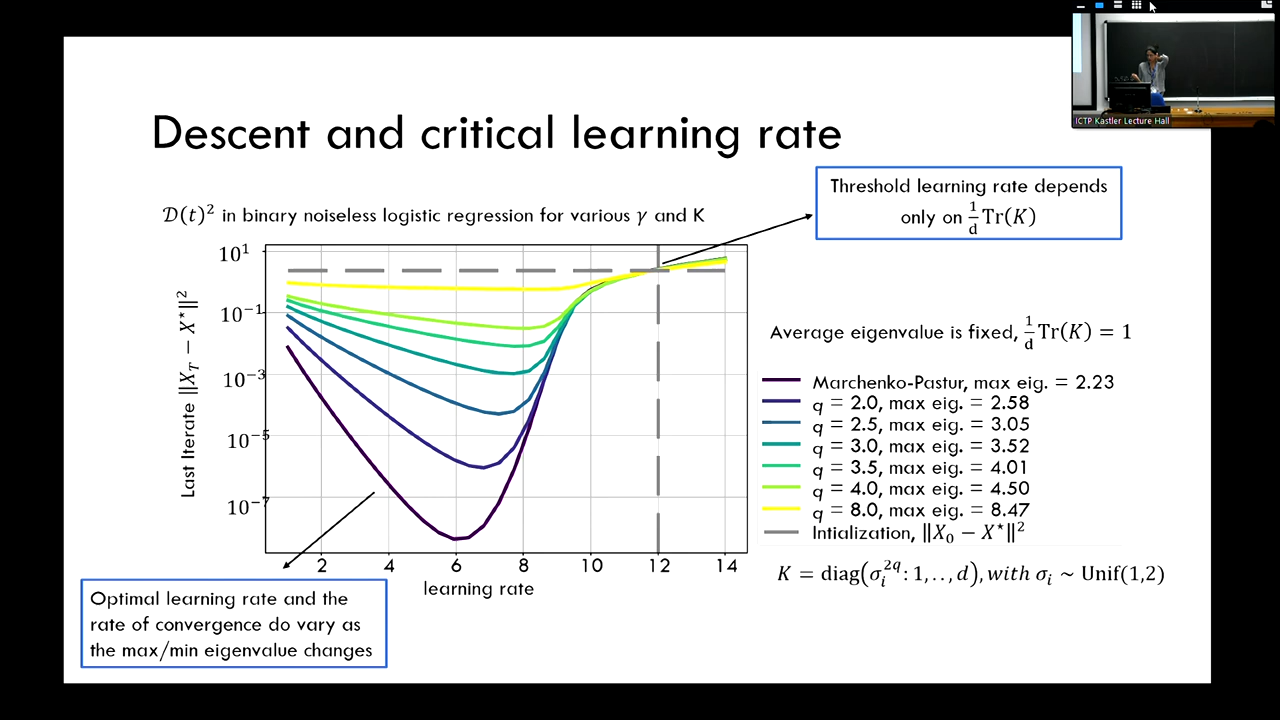 ICTP Kastler Lecture Hall
Descent and critical learning rate
Threshold learning rate depends
only on 1/d Tr(K)
𝒟(t)² in binary noiseless logistic regression for various γ and K
Last Iterate ‖X_T − X⋆‖²
10¹
10⁻¹
10⁻³
10⁻⁵
10⁻⁷
2 4 6 8 10 12 14
learning rate
Average eigenvalue is fixed, 1/d Tr(K) = 1
Marchenko-Pastur, max eig. = 2.23
q = 2.0, max eig. = 2.58
q = 2.5, max eig. = 3.05
q = 3.0, max eig. = 3.52
q = 3.5, max eig. = 4.01
q = 4.0, max eig. = 4.50
q = 8.0, max eig. = 8.47
Intialization, ‖X₀ − X⋆‖²
K = diag(σᵢ^2q : 1, . . , d), with σᵢ ~ Unif(1,2)
Optimal learning rate and the
rate of convergence do vary as
the max/min eigenvalue changes